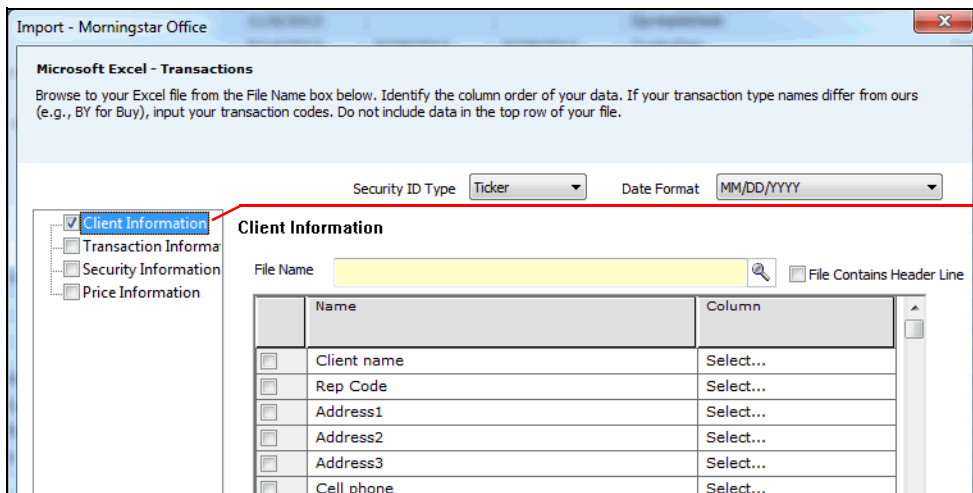 Import - Morningstar Office
Microsoft Excel - Transactions
Browse to your Excel file from the File Name box below. Identify the column order of your data. If your transaction type names differ from ours
(e.g., BY for Buy), input your transaction codes. Do not include data in the top row of your file.
Security ID Type Ticker Date Format MM/DD/YYYY
Client Information
Transaction Informa
Security Information
Price Information
Client Information
File Name File Contains Header Line
Name Column
Client name Select...
Rep Code Select...
Address1 Select...
Address2 Select...
Address3 Select...
Cell phone Select...